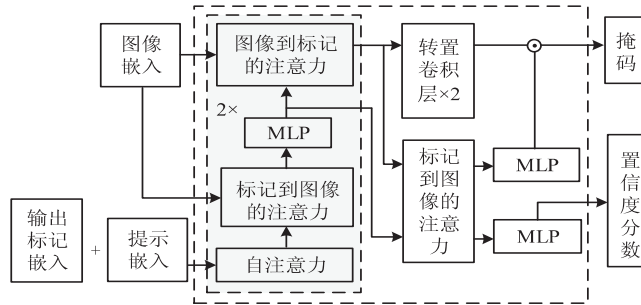 图像
嵌入
图像到标记
的注意力
2×
MLP
标记到图像
的注意力
自注意力
输出
标记
嵌入
+
提示
嵌入
转置
卷积
层×2
标记
到图
像的
注意
力
MLP
MLP
掩
码
置
信
度
分
数